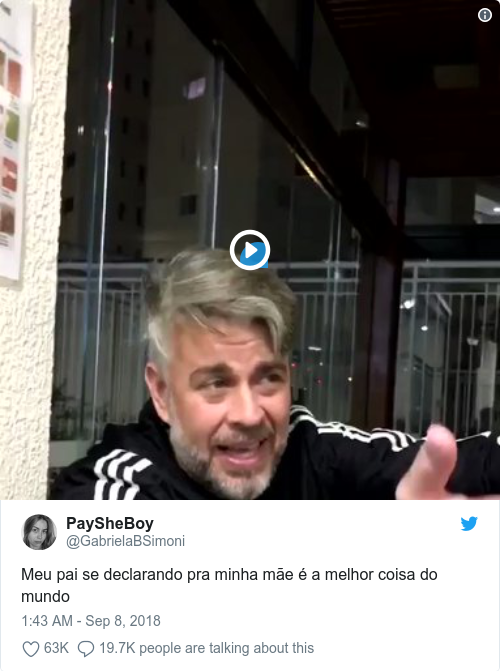 PaySheBoy
@GabrielaBSimoni
Meu pai se declarando pra minha mãe é a melhor coisa do
mundo
1:43 AM - Sep 8, 2018
63K 19.7K people are talking about this